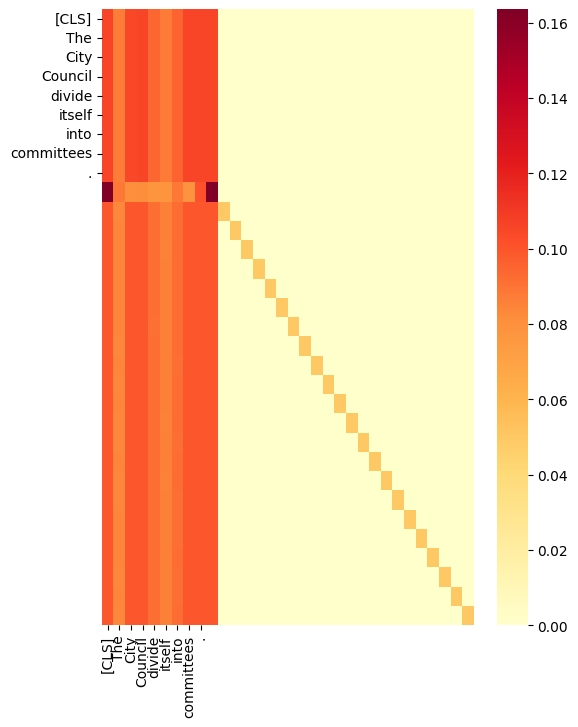 [CLS]
The
City
Council
divide
itself
into
committees
.
[CLS]
The
City
Council
divide
itself
into
committees
.
0.16
0.14
0.12
0.10
0.08
0.06
0.04
0.02
0.00